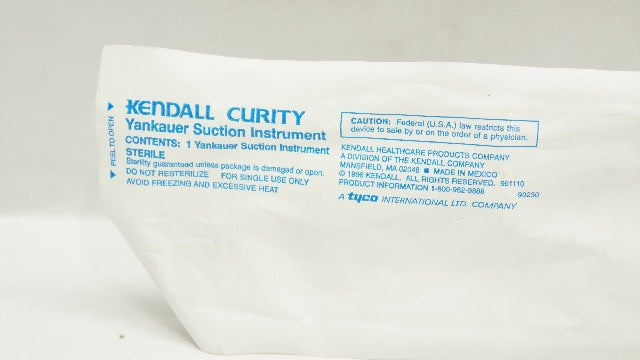 PEEL TO OPEN
KENDALL CURITY
Yankauer Suction Instrument
CONTENTS: 1 Yankauer Suction Instrument
STERILE
Sterility guaranteed unless package is damaged or open.
DO NOT RESTERILIZE FOR SINGLE USE ONLY
AVOID FREEZING AND EXCESSIVE HEAT
CAUTION: Federal (U.S.A.) law restricts this
device to sale by or on the order of a physician.
KENDALL HEALTHCARE PRODUCTS COMPANY
A DIVISION OF THE KENDALL COMPANY
MANSFIELD, MA 02048 ■ MADE IN MEXICO
© 1996 KENDALL. ALL RIGHTS RESERVED. 961110
PRODUCT INFORMATION 1-800-962-9888 90230
A tyco INTERNATIONAL LTD. COMPANY